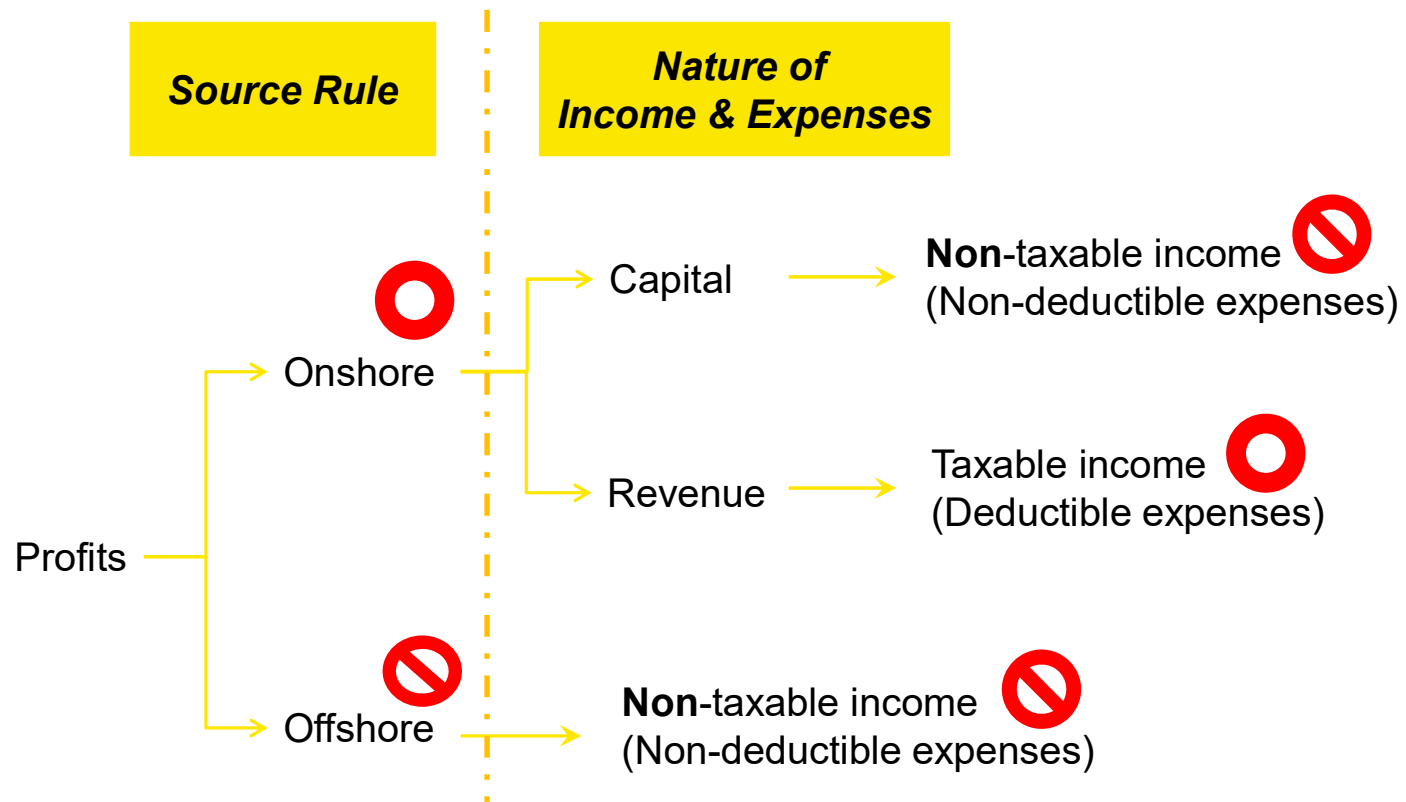 Source Rule
Nature of
Income & Expenses
Capital
Non-taxable income
(Non-deductible expenses)
Onshore
Revenue
Taxable income
(Deductible expenses)
Profits
Offshore
Non-taxable income
(Non-deductible expenses)